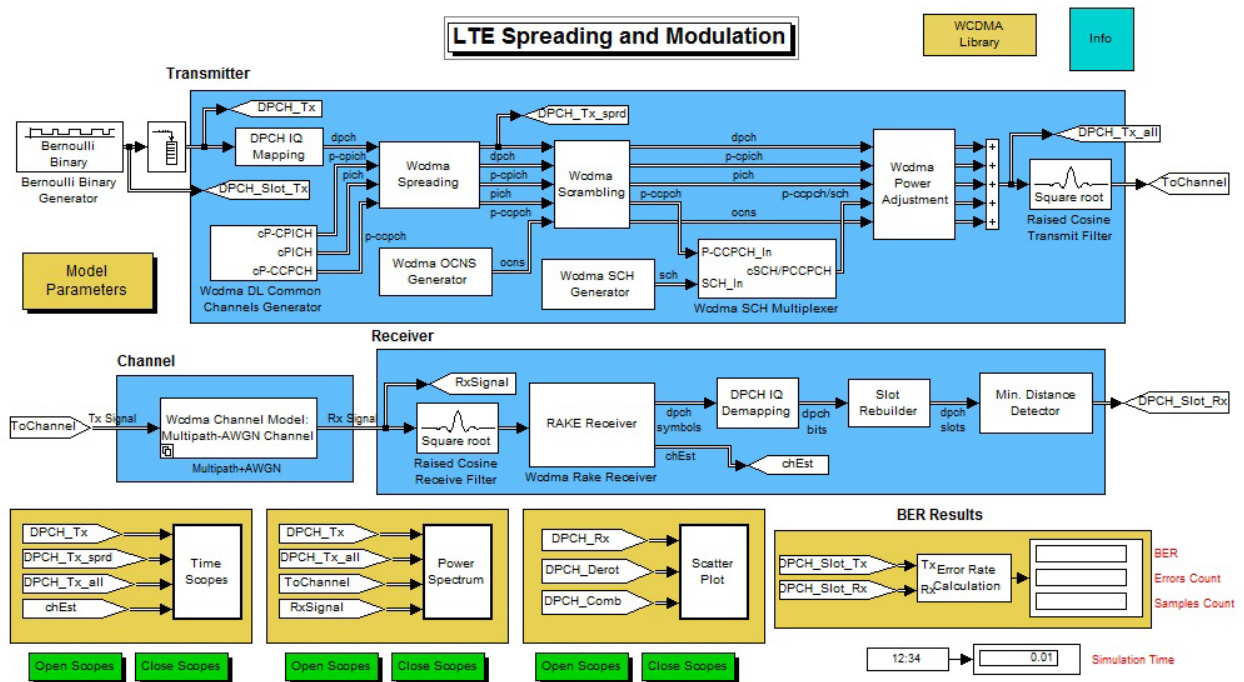 LTE Spreading and Modulation
WCDMA
Library
Info
Transmitter
DPCH_Tx
DPCH_Tx_sprd
DPCH_Tx_all
Bernoulli
Binary
Bernoulli Binary
Generator
DPCH_Slot_Tx
DPCH IQ
Mapping
dpch
p-cpich
pich
p-ccpch
Wcdma
Spreading
dpch
p-cpich
pich
p-ccpch
Wcdma
Scrambling
dpch
p-cpich
pich
p-ccpch
p-ccpch/sch
ocns
Wcdma
Power
Adjustment
+
+
+
+
+
Square root
Raised Cosine
Transmit Filter
ToChannel
cP-CPICH
cPICH
cP-CCPCH
Wcdma DL Common
Channels Generator
Wcdma OCNS
Generator
ocns
Wcdma SCH
Generator
sch
P-CCPCH_In
cSCH/PCCPCH
SCH_In
Wcdma SCH Multiplexer
Model
Parameters
Channel
ToChannel
Tx Signal
Wcdma Channel Model:
Multipath-AWGN Channel
Multipath+AWGN
Rx Signal
Receiver
RxSignal
Square root
Raised Cosine
Receive Filter
RAKE Receiver
Wcdma Rake Receiver
dpch
symbols
chEst
chEst
DPCH IQ
Demapping
dpch
bits
Slot
Rebuilder
dpch
slots
Min. Distance
Detector
DPCH_Slot_Rx
DPCH_Tx
DPCH_Tx_sprd
DPCH_Tx_all
chEst
Time
Scopes
DPCH_Tx
DPCH_Tx_all
ToChannel
RxSignal
Power
Spectrum
DPCH_Rx
DPCH_Derot
DPCH_Comb
Scatter
Plot
BER Results
DPCH_Slot_Tx
DPCH_Slot_Rx
Tx
Rx
Error Rate
Calculation
BER
Errors Count
Samples Count
Open Scopes
Close Scopes
Open Scopes
Close Scopes
Open Scopes
Close Scopes
12:34
0.01
Simulation Time